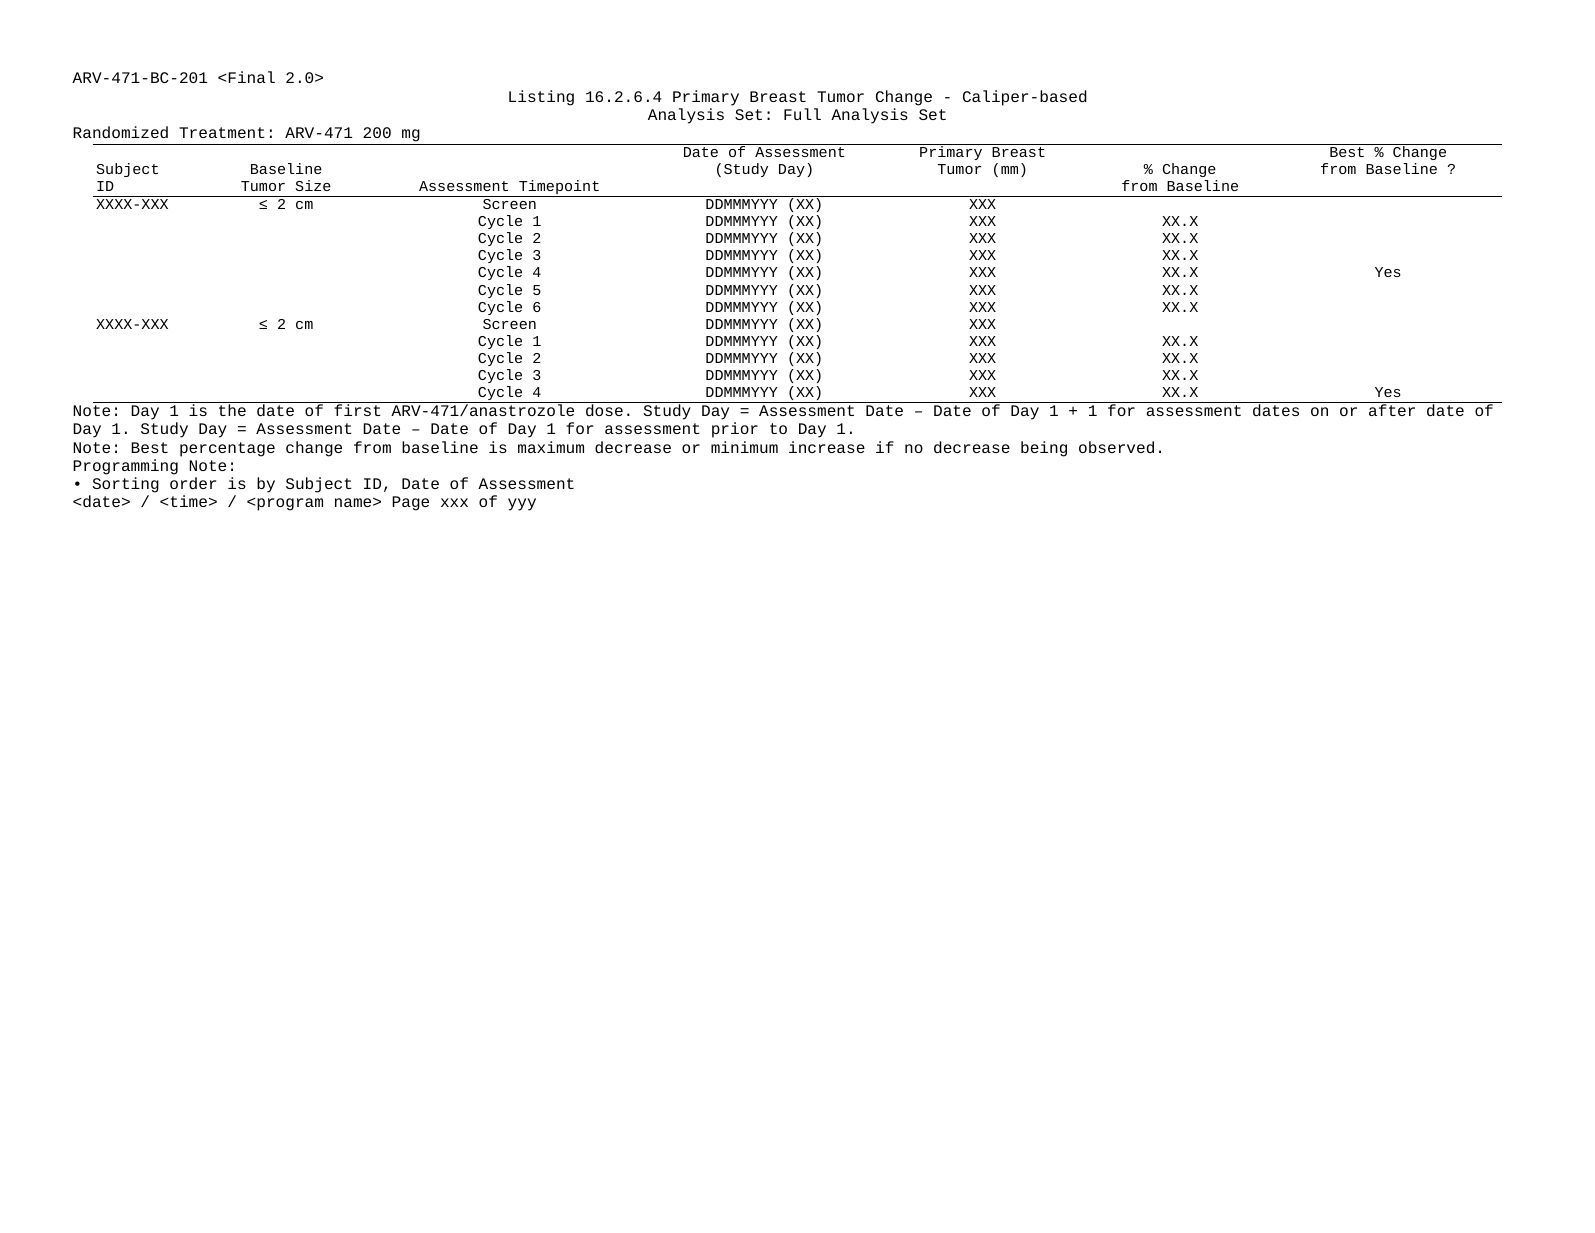 ARV-471-BC-201 <Final 2.0>
Listing 16.2.6.4 Primary Breast Tumor Change - Caliper-based
Analysis Set: Full Analysis Set
Randomized Treatment: ARV-471 200 mg
Date of Assessment Primary Breast Best % Change
Subject Baseline (Study Day) Tumor (mm) % Change from Baseline ?
ID Tumor Size Assessment Timepoint from Baseline
XXXX-XXX ≤ 2 cm Screen DDMMMYYY (XX) XXX
Cycle 1 DDMMMYYY (XX) XXX XX.X
Cycle 2 DDMMMYYY (XX) XXX XX.X
Cycle 3 DDMMMYYY (XX) XXX XX.X
Cycle 4 DDMMMYYY (XX) XXX XX.X Yes
Cycle 5 DDMMMYYY (XX) XXX XX.X
Cycle 6 DDMMMYYY (XX) XXX XX.X
XXXX-XXX ≤ 2 cm Screen DDMMMYYY (XX) XXX
Cycle 1 DDMMMYYY (XX) XXX XX.X
Cycle 2 DDMMMYYY (XX) XXX XX.X
Cycle 3 DDMMMYYY (XX) XXX XX.X
Cycle 4 DDMMMYYY (XX) XXX XX.X Yes
Note: Day 1 is the date of first ARV-471/anastrozole dose. Study Day = Assessment Date – Date of Day 1 + 1 for assessment dates on or after date of
Day 1. Study Day = Assessment Date – Date of Day 1 for assessment prior to Day 1.
Note: Best percentage change from baseline is maximum decrease or minimum increase if no decrease being observed.
Programming Note:
• Sorting order is by Subject ID, Date of Assessment
<date> / <time> / <program name> Page xxx of yyy